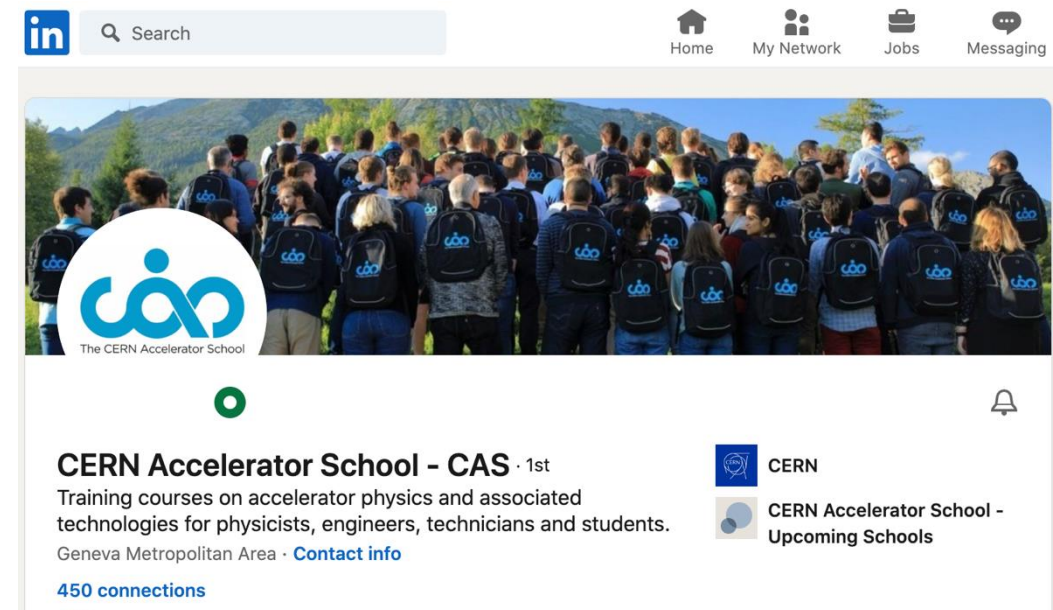 in
Search
Home
My Network
Jobs
Messaging
The CERN Accelerator School
CERN Accelerator School - CAS · 1st
Training courses on accelerator physics and associated
technologies for physicists, engineers, technicians and students.
Geneva Metropolitan Area · Contact info
450 connections
CERN
CERN
CERN Accelerator School -
Upcoming Schools